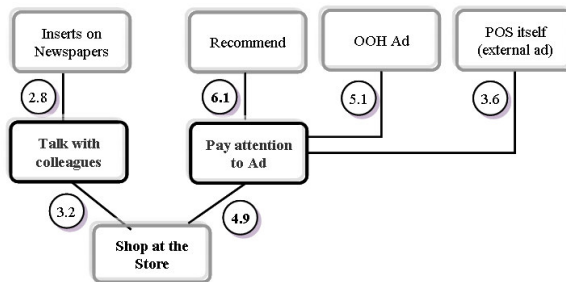 Inserts on
Newspapers
Recommend
OOH Ad
POS itself
(external ad)
2.8
6.1
5.1
3.6
Talk with
colleagues
Pay attention
to Ad
3.2
4.9
Shop at the
Store